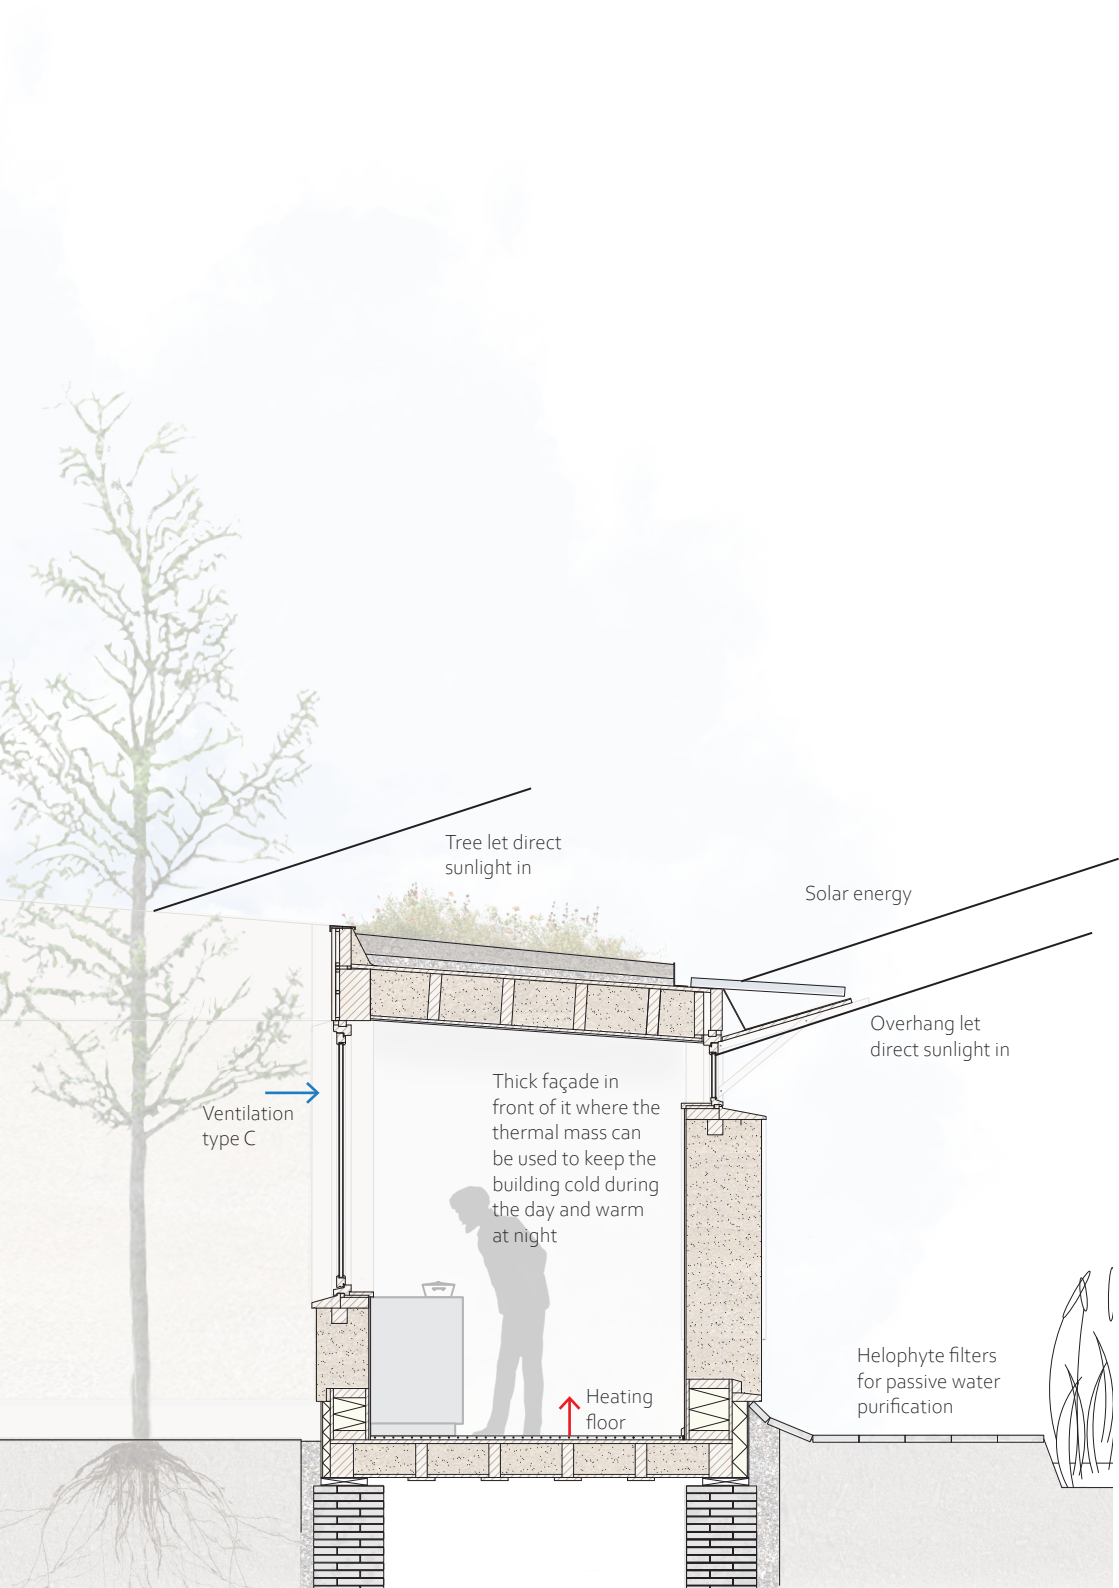 Tree let direct
sunlight in
Solar energy
Overhang let
direct sunlight in
Ventilation
type C
Thick façade in
front of it where the
thermal mass can
be used to keep the
building cold during
the day and warm
at night
Helophyte filters
for passive water
purification
Heating
floor